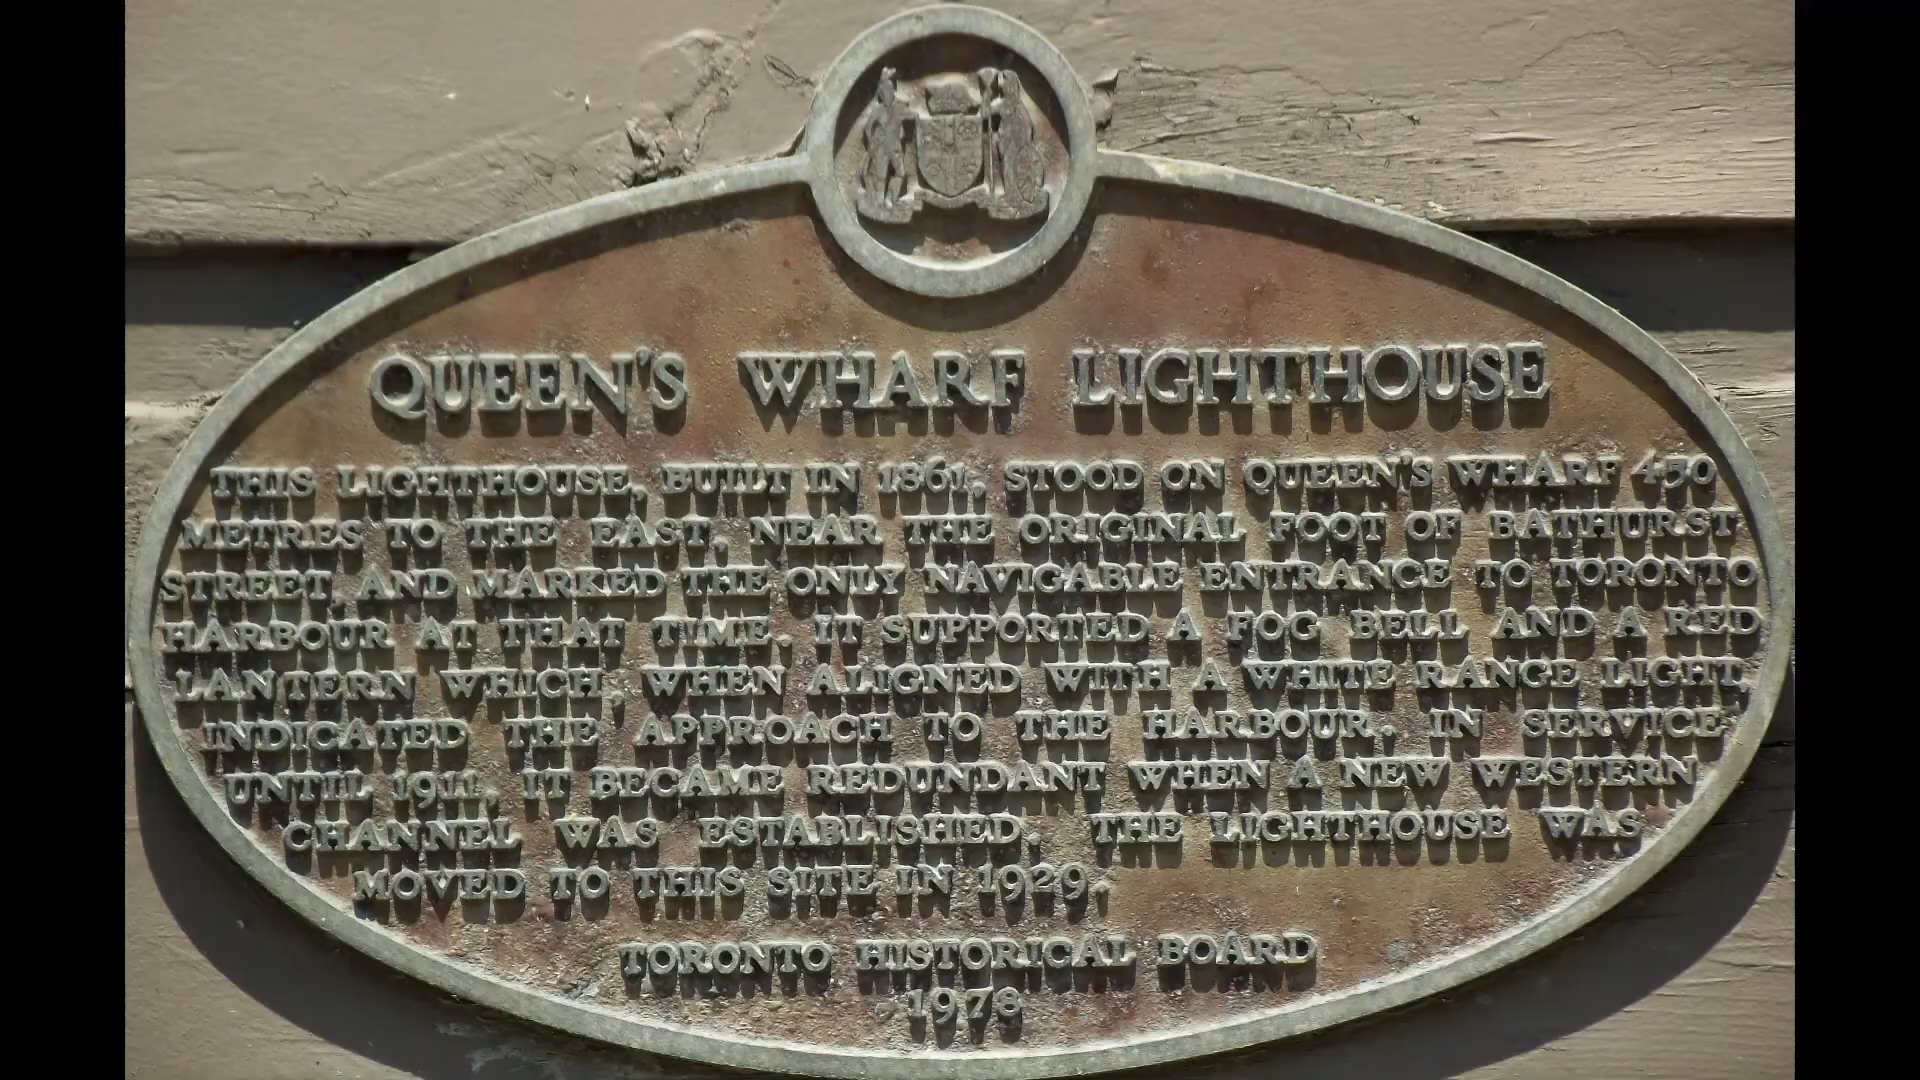 QUEEN'S WHARF LIGHTHOUSE
THIS LIGHTHOUSE, BUILT IN 1861, STOOD ON QUEEN'S WHARF 450
METRES TO THE EAST, NEAR THE ORIGINAL FOOT OF BATHURST
STREET, AND MARKED THE ONLY NAVIGABLE ENTRANCE TO TORONTO
HARBOUR AT THAT TIME. IT SUPPORTED A FOG BELL AND A RED
LANTERN WHICH, WHEN ALIGNED WITH A WHITE RANGE LIGHT,
INDICATED THE APPROACH TO THE HARBOUR. IN SERVICE
UNTIL 1911, IT BECAME REDUNDANT WHEN A NEW WESTERN
CHANNEL WAS ESTABLISHED. THE LIGHTHOUSE WAS
MOVED TO THIS SITE IN 1929.
TORONTO HISTORICAL BOARD
1978